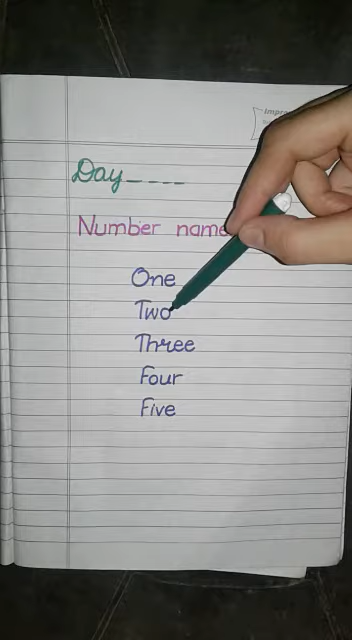 Day----
Number name
One
Two
Three
Four
Five